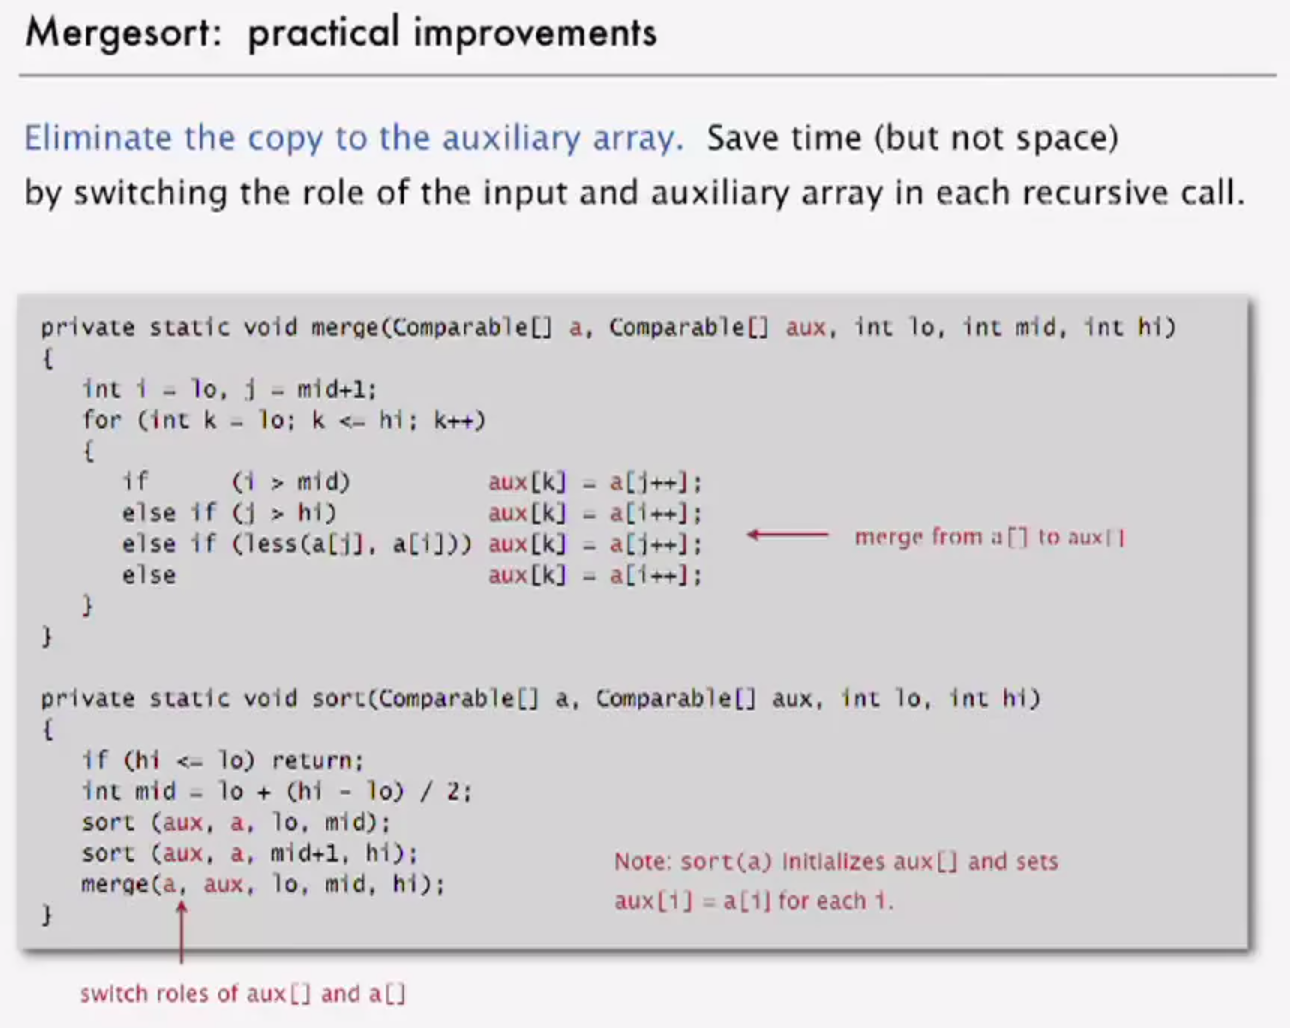 Mergesort: practical improvements
Eliminate the copy to the auxiliary array. Save time (but not space)
by switching the role of the input and auxiliary array in each recursive call.
private static void merge(Comparable[] a, Comparable[] aux, int lo, int mid, int hi)
{
int i = lo, j = mid+1;
for (int k = lo; k <= hi; k++)
{
if (i > mid) aux[k] = a[j++];
else if (j > hi) aux[k] = a[i++];
else if (less(a[j], a[i])) aux[k] = a[j++];
else aux[k] = a[i++];
}
}
merge from a[] to aux[]
private static void sort(Comparable[] a, Comparable[] aux, int lo, int hi)
{
if (hi <= lo) return;
int mid = lo + (hi - lo) / 2;
sort (aux, a, lo, mid);
sort (aux, a, mid+1, hi);
merge(a, aux, lo, mid, hi);
}
Note: sort(a) initializes aux[] and sets
aux[i] = a[i] for each i.
switch roles of aux[] and a[]